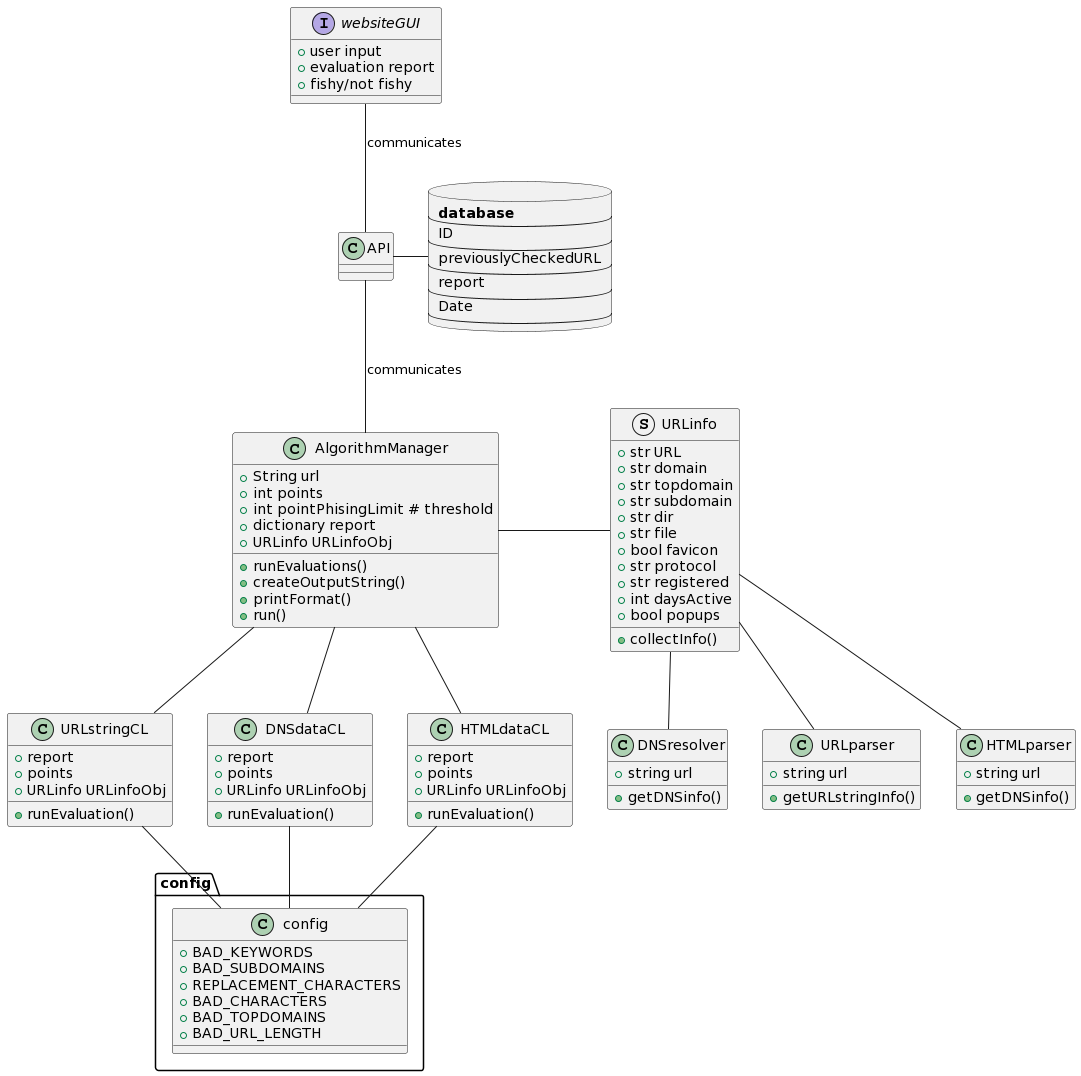 I websiteGUI
user input
evaluation report
fishy/not fishy
communicates
C API
database
ID
previouslyCheckedURL
report
Date
communicates
C AlgorithmManager
String url
int points
int pointPhisingLimit # threshold
dictionary report
URLinfo URLinfoObj
runEvaluations()
createOutputString()
printFormat()
run()
S URLinfo
str URL
str domain
str topdomain
str subdomain
str dir
str file
bool favicon
str protocol
str registered
int daysActive
bool popups
collectInfo()
C URLstringCL
report
points
URLinfo URLinfoObj
runEvaluation()
C DNSdataCL
report
points
URLinfo URLinfoObj
runEvaluation()
C HTMLdataCL
report
points
URLinfo URLinfoObj
runEvaluation()
C DNSresolver
string url
getDNSinfo()
C URLparser
string url
getURLstringInfo()
C HTMLparser
string url
getDNSinfo()
config
C config
BAD_KEYWORDS
BAD_SUBDOMAINS
REPLACEMENT_CHARACTERS
BAD_CHARACTERS
BAD_TOPDOMAINS
BAD_URL_LENGTH